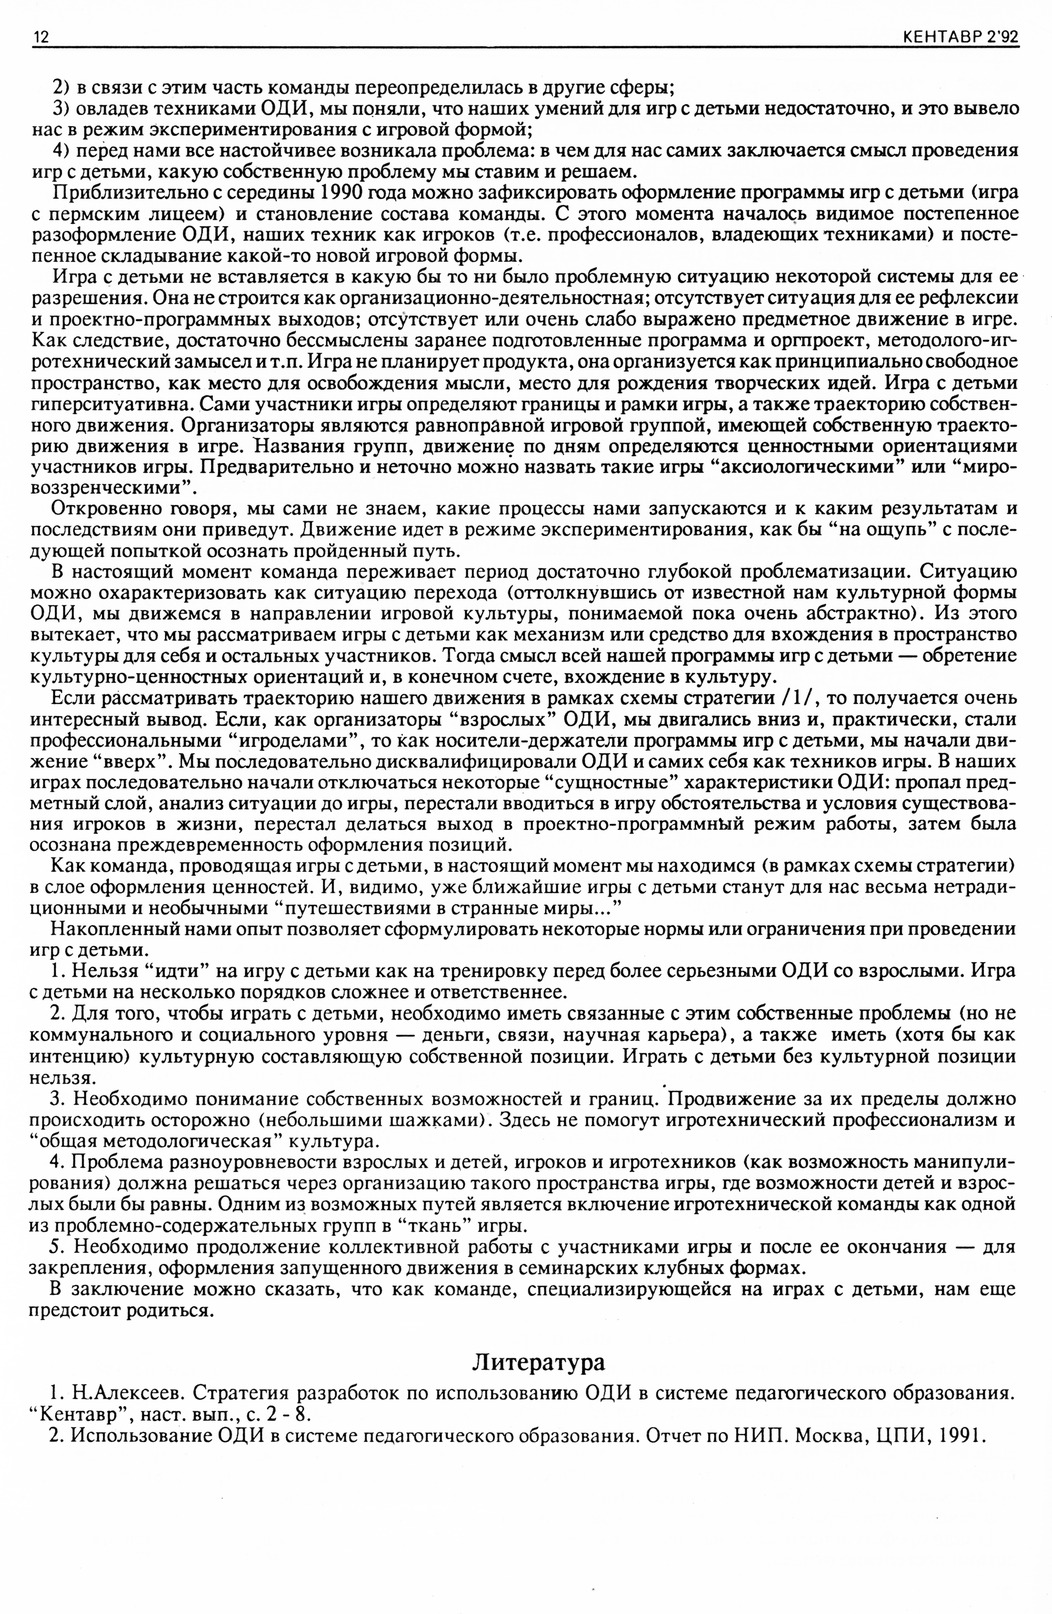 12 КЕНТАВР 2'92
2) в связи с этим часть команды переопределилась в другие сферы;
3) овладев техниками ОДИ, мы поняли, что наших умений для игр с детьми недостаточно, и это вывело
нас в режим экспериментирования с игровой формой;
4) перед нами все настойчивее возникала проблема: в чем для нас самих заключается смысл проведения
игр с детьми, какую собственную проблему мы ставим и решаем.
Приблизительно с середины 1990 года можно зафиксировать оформление программы игр с детьми (игра
с пермским лицеем) и становление состава команды. С этого момента началось видимое постепенное
разоформление ОДИ, наших техник как игроков (т.е. профессионалов, владеющих техниками) и посте-
пенное складывание какой-то новой игровой формы.
Игра с детьми не вставляется в какую бы то ни было проблемную ситуацию некоторой системы для ее
разрешения. Она не строится как организационно-деятельностная; отсутствует ситуация для ее рефлексии
и проектно-программных выходов; отсутствует или очень слабо выражено предметное движение в игре.
Как следствие, достаточно бессмыслены заранее подготовленные программа и оргпроект, методолого-иг-
ротехнический замысел и т.п. Игра не планирует продукта, она организуется как принципиально свободное
пространство, как место для освобождения мысли, место для рождения творческих идей. Игра с детьми
гиперситуативна. Сами участники игры определяют границы и рамки игры, а также траекторию собствен-
ного движения. Организаторы являются равноправной игровой группой, имеющей собственную траекто-
рию движения в игре. Названия групп, движение по дням определяются ценностными ориентациями
участников игры. Предварительно и неточно можно назвать такие игры “аксиологическими” или “миро-
воззренческими”.
Откровенно говоря, мы сами не знаем, какие процессы нами запускаются и к каким результатам и
последствиям они приведут. Движение идет в режиме экспериментирования, как бы “на ощупь” с после-
дующей попыткой осознать пройденный путь.
В настоящий момент команда переживает период достаточно глубокой проблематизации. Ситуацию
можно охарактеризовать как ситуацию перехода (оттолкнувшись от известной нам культурной формы
ОДИ, мы движемся в направлении игровой культуры, понимаемой пока очень абстрактно). Из этого
вытекает, что мы рассматриваем игры с детьми как механизм или средство для вхождения в пространство
культуры для себя и остальных участников. Тогда смысл всей нашей программы игр с детьми — обретение
культурно-ценностных ориентаций и, в конечном счете, вхождение в культуру.
Если рассматривать траекторию нашего движения в рамках схемы стратегии /1/, то получается очень
интересный вывод. Если, как организаторы “взрослых” ОДИ, мы двигались вниз и, практически, стали
профессиональными “игроделами”, то как носители-держатели программы игр с детьми, мы начали дви-
жение “вверх”. Мы последовательно дисквалифицировали ОДИ и самих себя как техников игры. В наших
играх последовательно начали отключаться некоторые “сущностные” характеристики ОДИ: пропал пред-
метный слой, анализ ситуации до игры, перестали вводиться в игру обстоятельства и условия существова-
ния игроков в жизни, перестал делаться выход в проектно-программный режим работы, затем была
осознана преждевременность оформления позиций.
Как команда, проводящая игры с детьми, в настоящий момент мы находимся (в рамках схемы стратегии)
в слое оформления ценностей. И, видимо, уже ближайшие игры с детьми станут для нас весьма нетради-
ционными и необычными “путешествиями в странные миры...”
Накопленный нами опыт позволяет сформулировать некоторые нормы или ограничения при проведении
игр с детьми.
1. Нельзя “идти” на игру с детьми как на тренировку перед более серьезными ОДИ со взрослыми. Игра
с детьми на несколько порядков сложнее и ответственнее.
2. Для того, чтобы играть с детьми, необходимо иметь связанные с этим собственные проблемы (но не
коммунального и социального уровня — деньги, связи, научная карьера), а также иметь (хотя бы как
интенцию) культурную составляющую собственной позиции. Играть с детьми без культурной позиции
нельзя.
3. Необходимо понимание собственных возможностей и границ. Продвижение за их пределы должно
происходить осторожно (небольшими шажками). Здесь не помогут игротехнический профессионализм и
“общая методологическая” культура.
4. Проблема разноуровневости взрослых и детей, игроков и игротехников (как возможность манипули-
рования) должна решаться через организацию такого пространства игры, где возможности детей и взрос-
лых были бы равны. Одним из возможных путей является включение игротехнической команды как одной
из проблемно-содержательных групп в “ткань” игры.
5. Необходимо продолжение коллективной работы с участниками игры и после ее окончания — для
закрепления, оформления запущенного движения в семинарских клубных формах.
В заключение можно сказать, что как команде, специализирующейся на играх с детьми, нам еще
предстоит родиться.
Литература
1. Н.Алексеев. Стратегия разработок по использованию ОДИ в системе педагогического образования.
“Кентавр”, наст. вып., с. 2 - 8.
2. Использование ОДИ в системе педагогического образования. Отчет по НИП. Москва, ЦПИ, 1991.